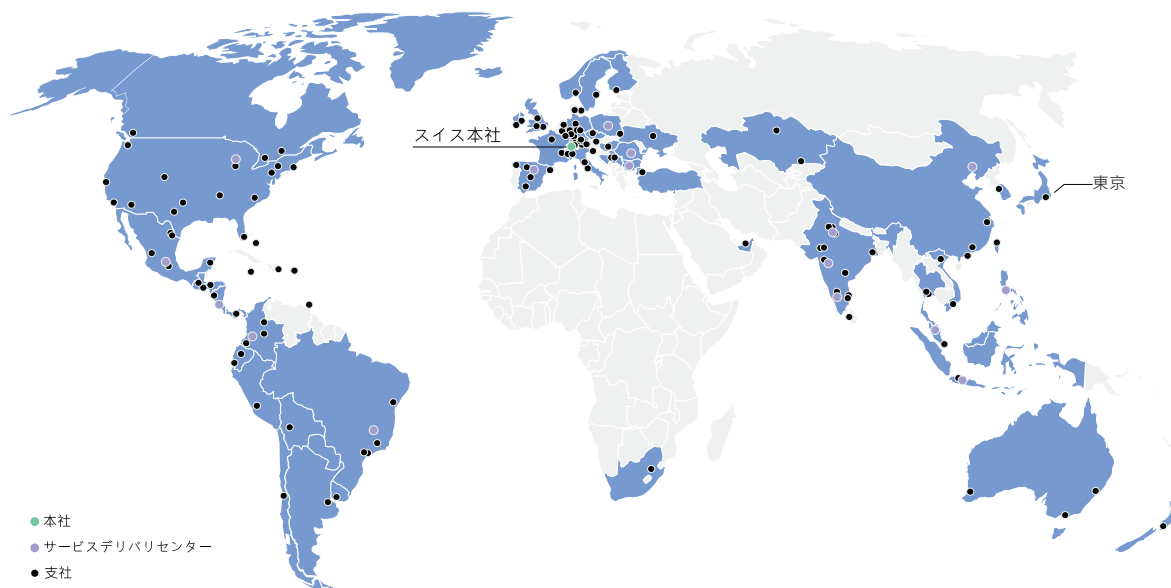 スイス本社
東京
本社
サービスデリバリセンター
支社